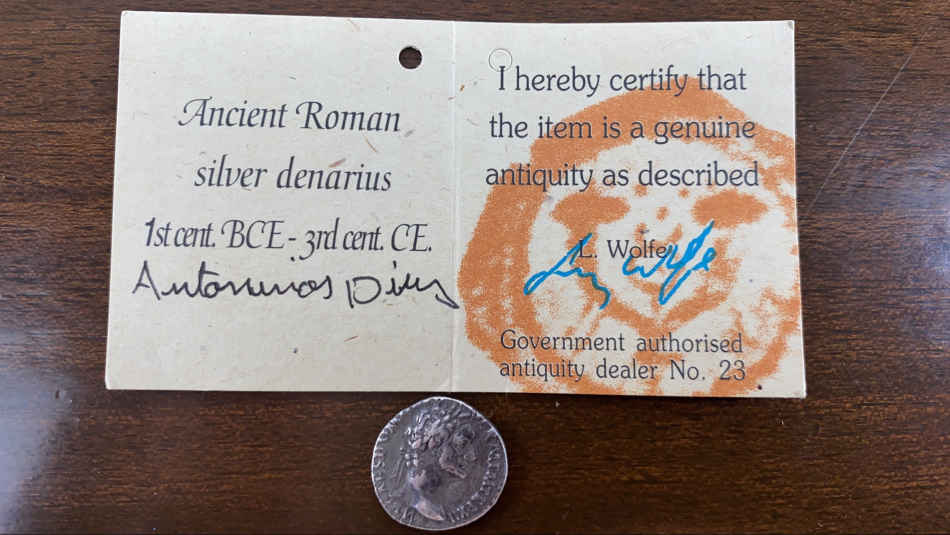 Ancient Roman
silver denarius
1st cent. BCE - 3rd cent. CE.
Antoninos Pius
I hereby certify that
the item is a genuine
antiquity as described
L. Wolfe
Government authorised
antiquity dealer No. 23